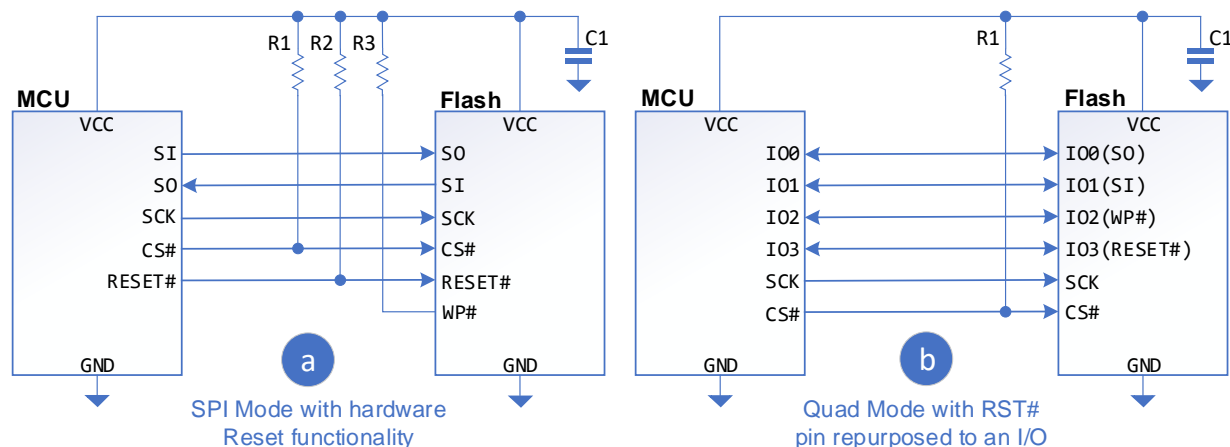 R1 R2 R3 C1
MCU Flash
VCC VCC
SI SO
SO SI
SCK SCK
CS# CS#
RESET# RESET#
WP#
GND GND
a
SPI Mode with hardware
Reset functionality
R1 C1
MCU Flash
VCC VCC
IO0 IO0(SO)
IO1 IO1(SI)
IO2 IO2(WP#)
IO3 IO3(RESET#)
SCK SCK
CS# CS#
GND GND
b
Quad Mode with RST#
pin repurposed to an I/O